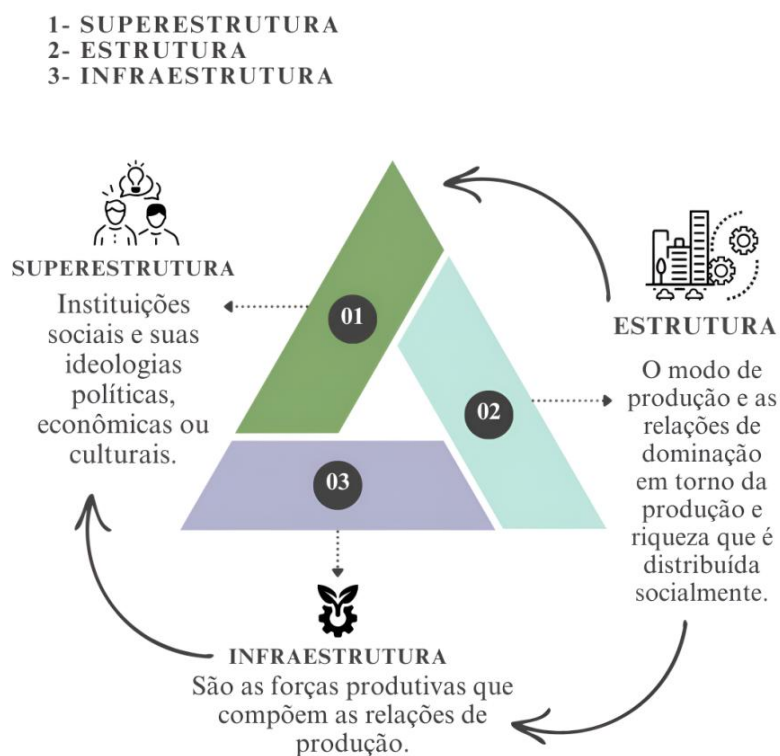 1- SUPERESTRUTURA
2- ESTRUTURA
3- INFRAESTRUTURA
SUPERESTRUTURA
Instituições
sociais e suas
ideologias
políticas,
econômicas ou
culturais.
01
02
03
ESTRUTURA
O modo de
produção e as
relações de
dominação
em torno da
produção e
riqueza que é
distribuída
socialmente.
INFRAESTRUTURA
São as forças produtivas que
compõem as relações de
produção.